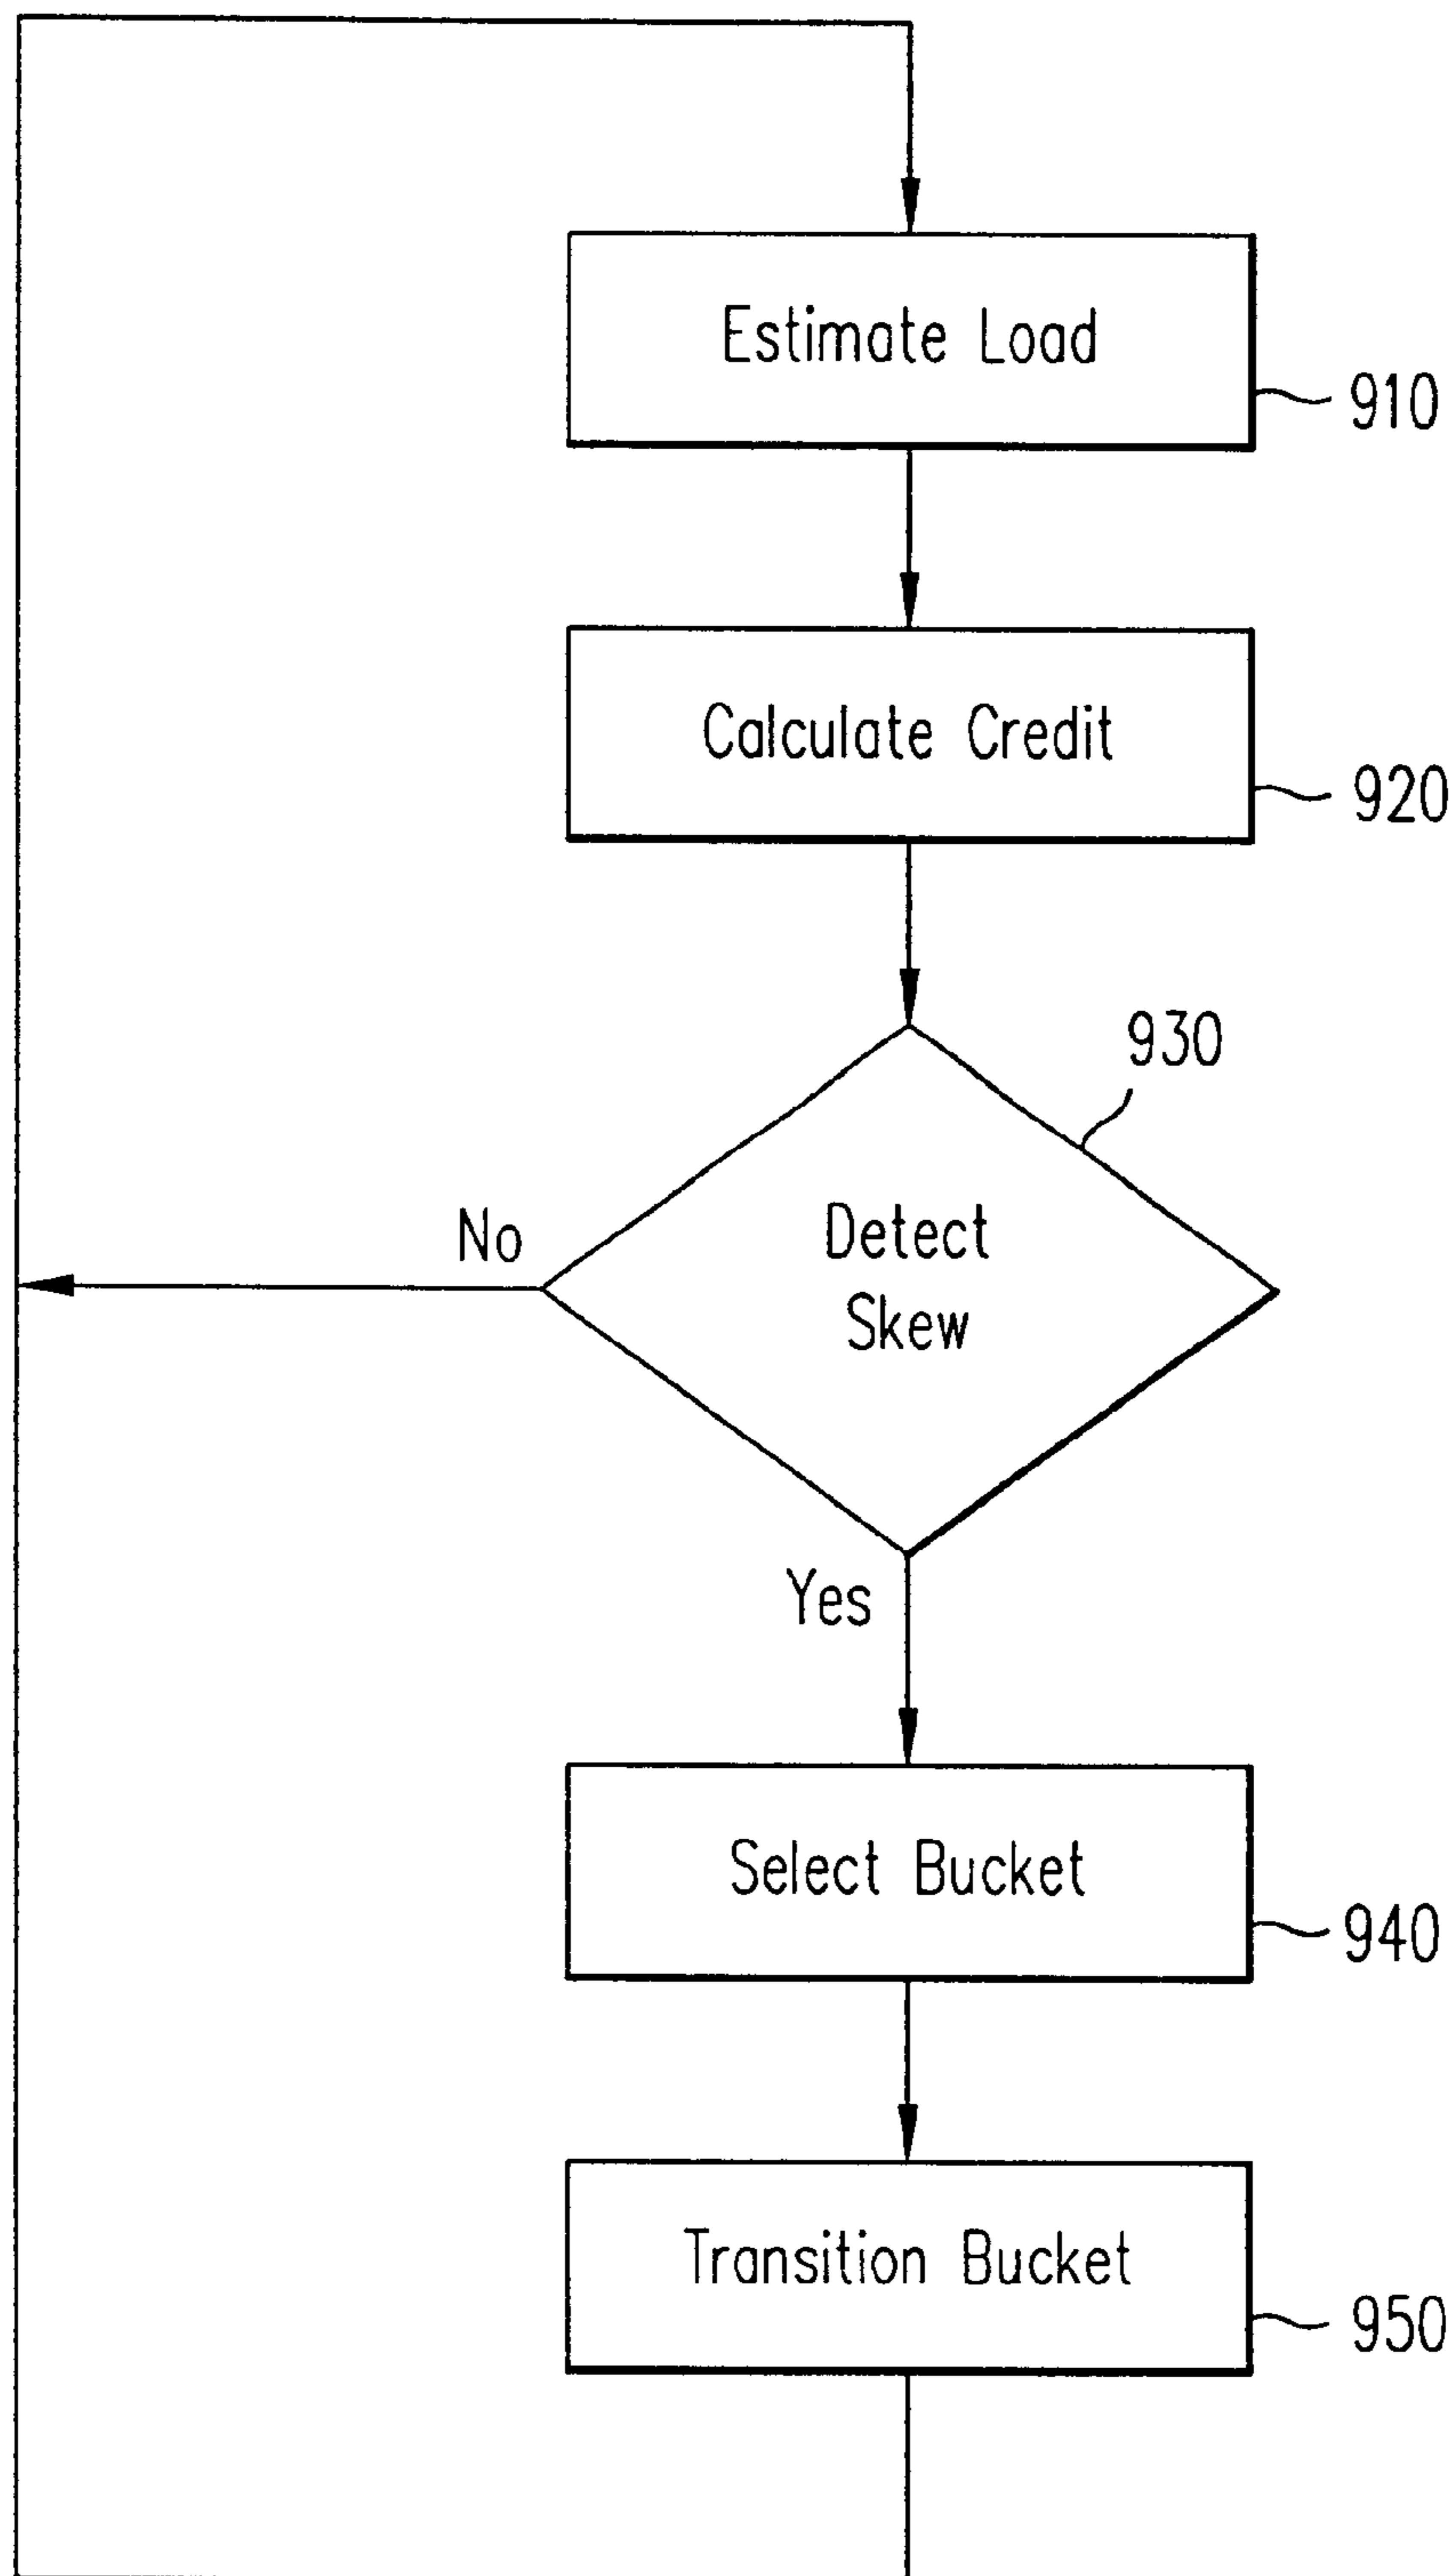 Estimate Load
910
Calculate Credit
920
930
No
Detect
Skew
Yes
Select Bucket
940
Transition Bucket
950